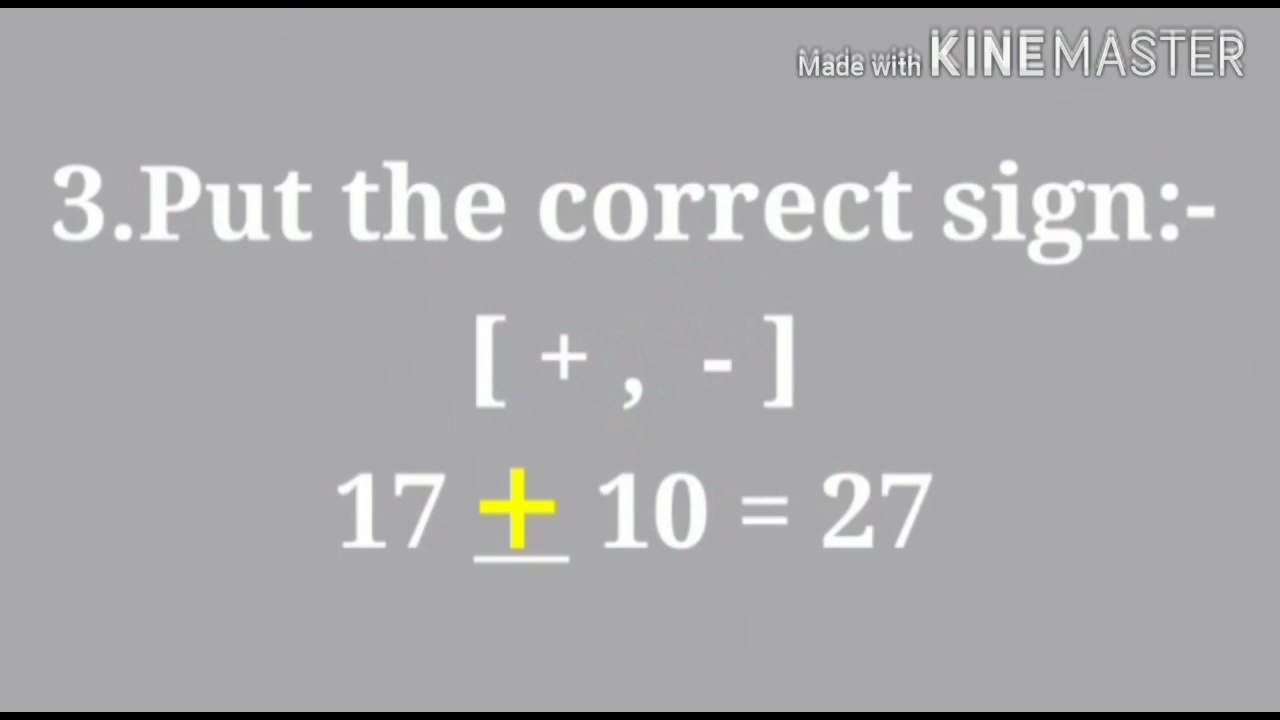 Made with KINEMASTER
3.Put the correct sign:-
[ + , - ]
17 + 10 = 27